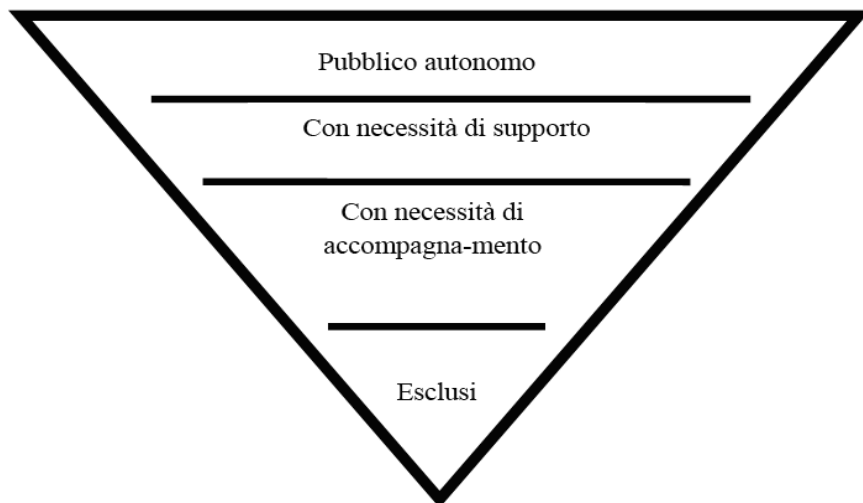 Pubblico autonomo
Con necessità di supporto
Con necessità di
accompagna-mento
Esclusi